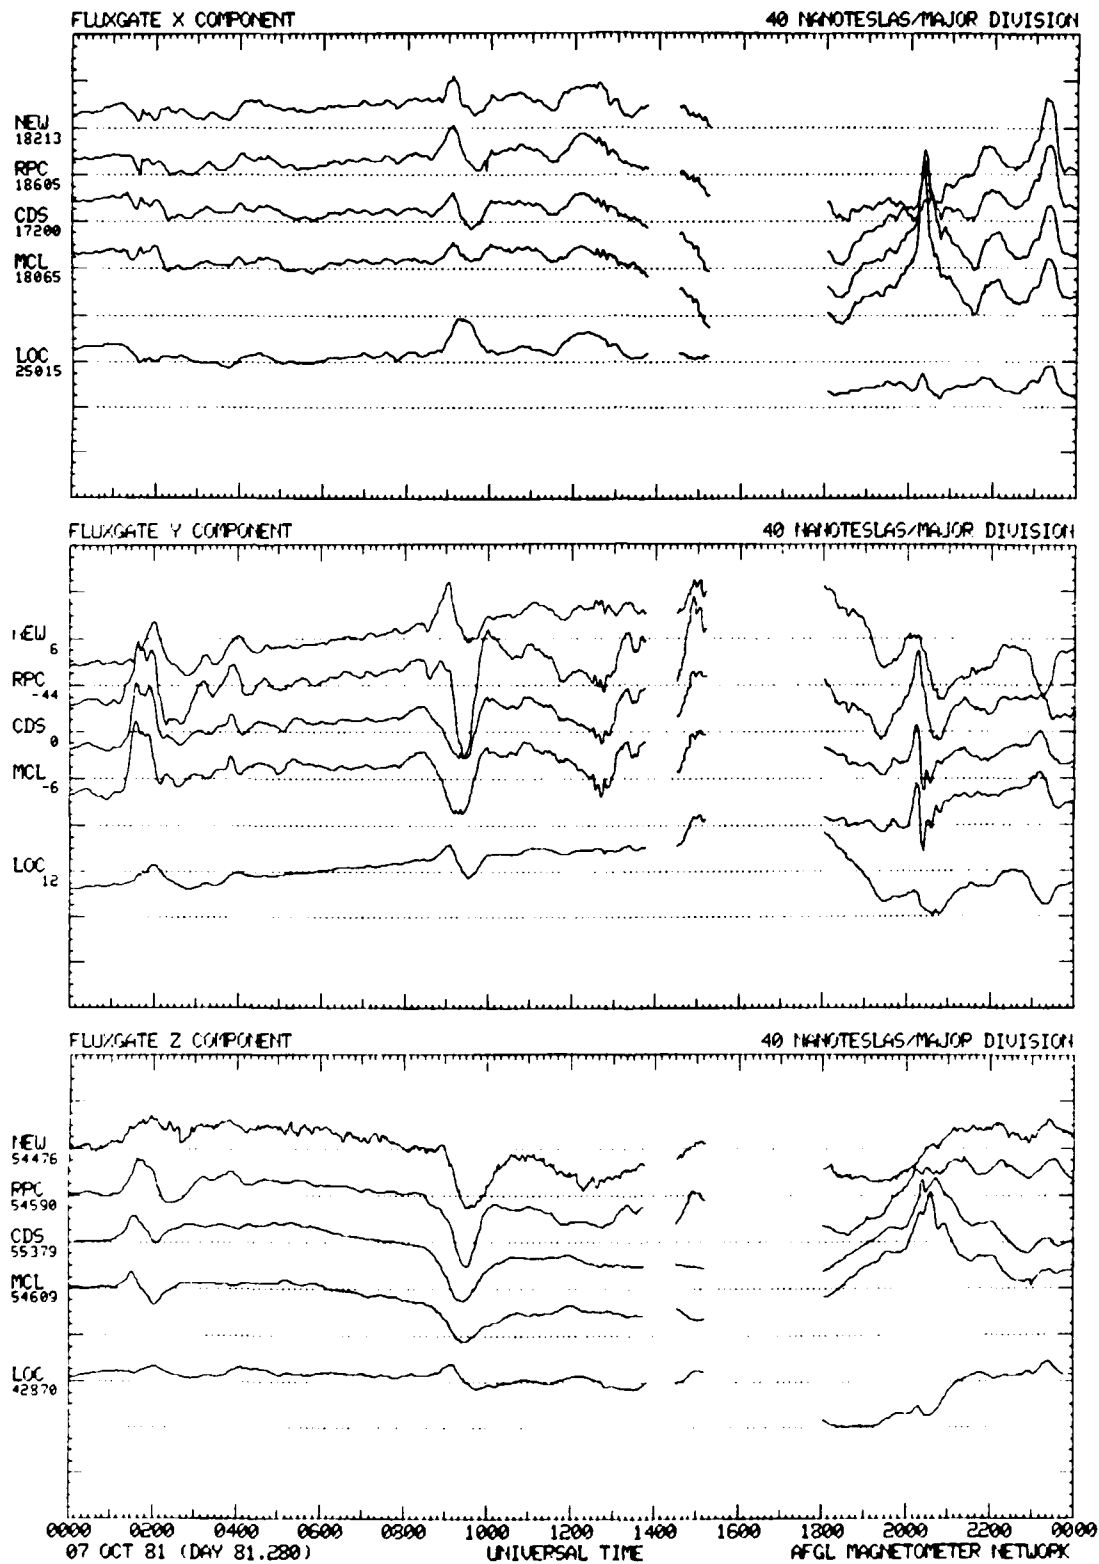 FLUXGATE X COMPONENT 40 NANOTESLAS/MAJOR DIVISION
NEW
18213
RPC
18605
CDS
17200
MCL
18065
LOC
25015
FLUXGATE Y COMPONENT 40 NANOTESLAS/MAJOR DIVISION
NEW
6
RPC
-44
CDS
0
MCL
-6
LOC
12
FLUXGATE Z COMPONENT 40 NANOTESLAS/MAJOR DIVISION
NEW
54476
RPC
54590
CDS
55379
MCL
54609
LOC
42870
0000 0200 0400 0600 0800 1000 1200 1400 1600 1800 2000 2200 0000
07 OCT 81 (DAY 81.280) UNIVERSAL TIME AFGL MAGNETOMETER NETWORK